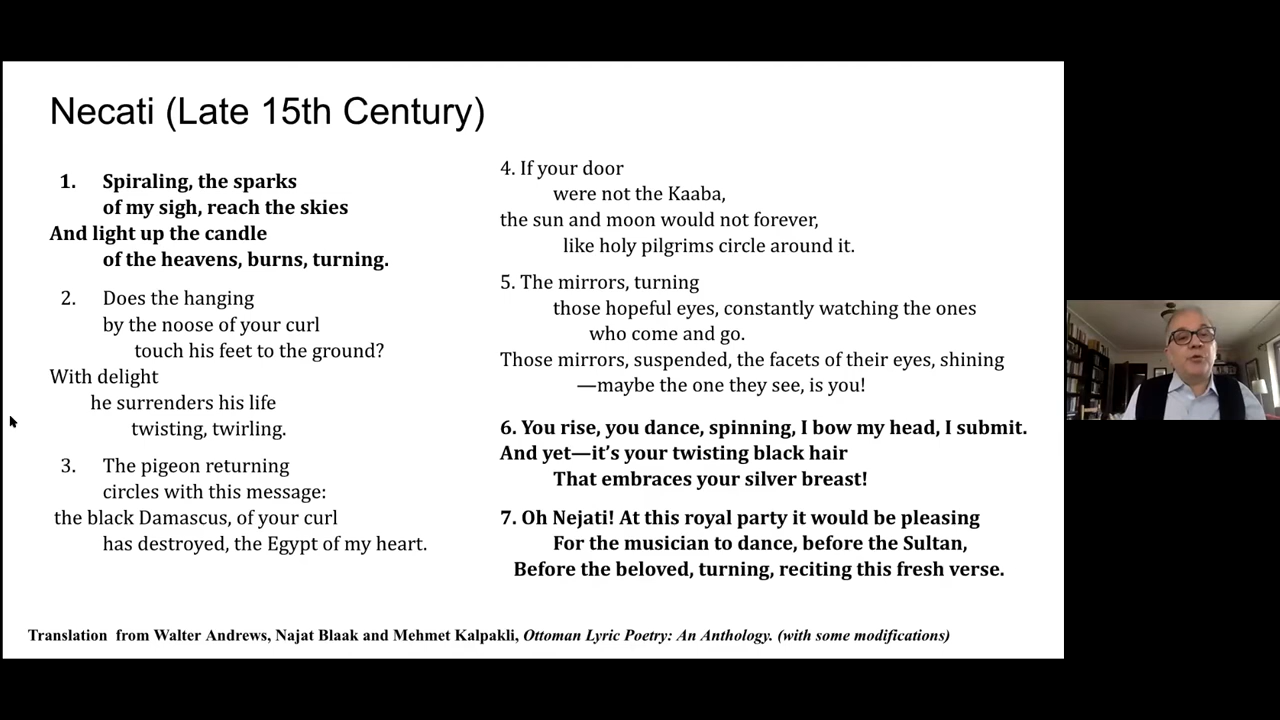 Necati (Late 15th Century)
1. Spiraling, the sparks
of my sigh, reach the skies
And light up the candle
of the heavens, burns, turning.
2. Does the hanging
by the noose of your curl
touch his feet to the ground?
With delight
he surrenders his life
twisting, twirling.
3. The pigeon returning
circles with this message:
the black Damascus, of your curl
has destroyed, the Egypt of my heart.
4. If your door
were not the Kaaba,
the sun and moon would not forever,
like holy pilgrims circle around it.
5. The mirrors, turning
those hopeful eyes, constantly watching the ones
who come and go.
Those mirrors, suspended, the facets of their eyes, shining
—maybe the one they see, is you!
6. You rise, you dance, spinning, I bow my head, I submit.
And yet—it’s your twisting black hair
That embraces your silver breast!
7. Oh Nejati! At this royal party it would be pleasing
For the musician to dance, before the Sultan,
Before the beloved, turning, reciting this fresh verse.
Translation from Walter Andrews, Najat Blaak and Mehmet Kalpakli, Ottoman Lyric Poetry: An Anthology. (with some modifications)